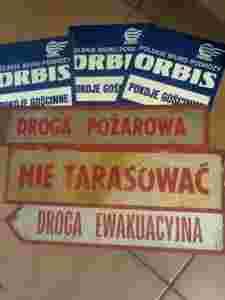 POLSKIE BIURO PODRÓŻY
ORBIS
POKOJE GOŚCINNE
POLSKIE BIURO PODRÓŻY
ORBIS
POKOJE GOŚCINNE
POLSKIE BIURO PODRÓŻY
ORBIS
POKOJE GOŚCINNE
DROGA POŻAROWA
NIE TARASOWAĆ
DROGA EWAKUACYJNA